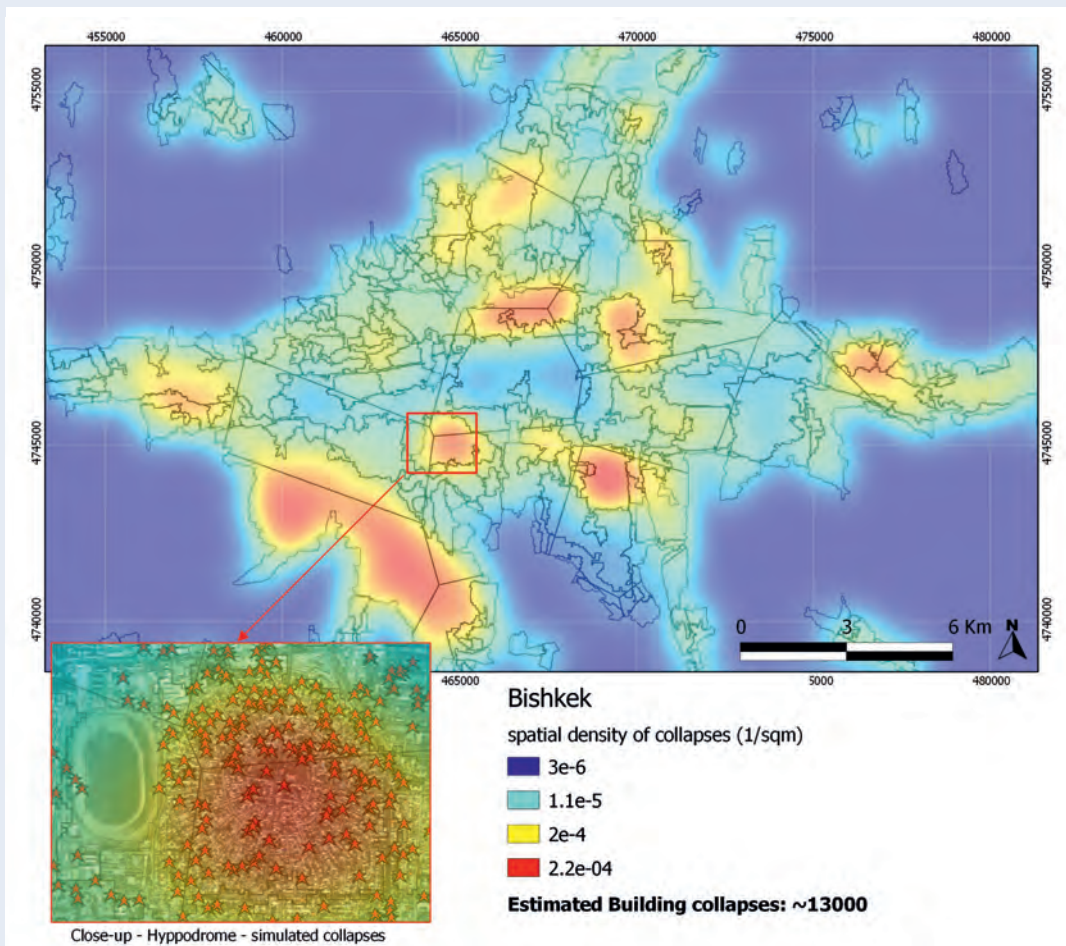 455000 460000 465000 470000 475000 480000
4755000 4755000
4750000 4750000
4745000 4745000
4740000 4740000
0 3 6 Km N
465000 5000 480000
Bishkek
spatial density of collapses (1/sqm)
3e-6
1.1e-5
2e-4
2.2e-04
Estimated Building collapses: ~13000
Close-up - Hyppodrome - simulated collapses